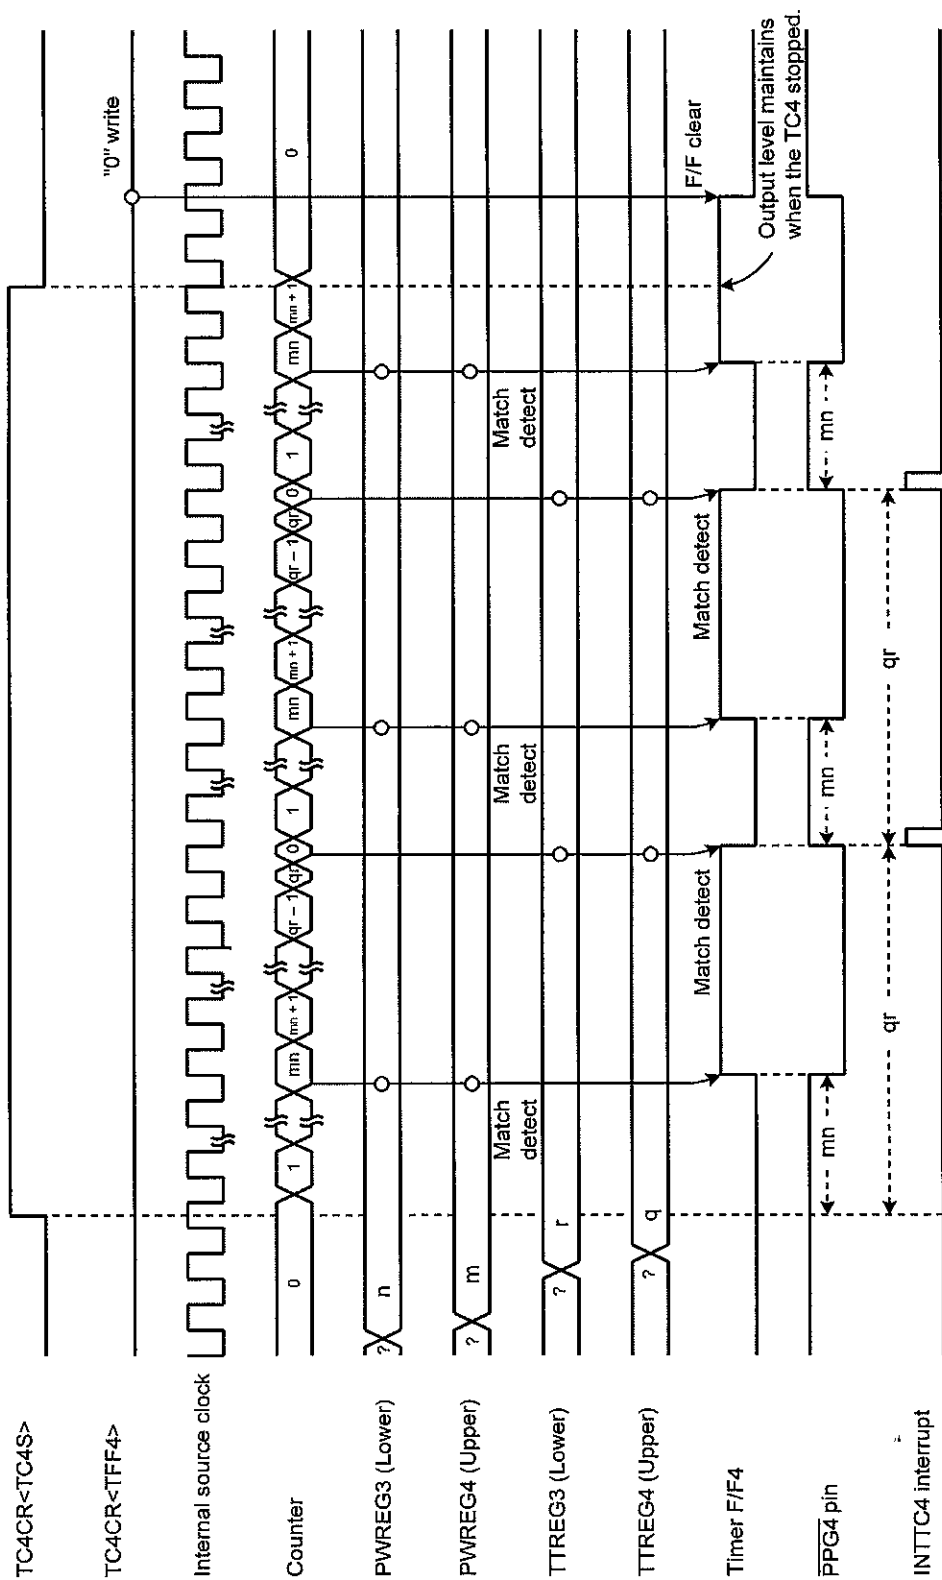 TC4CR<TC4S>
TC4CR<TFF4>
"0" write
Internal source clock
Counter
0
1
mn
mn + 1
qr – 1
qr
0
1
mn
mn + 1
qr – 1
qr
0
1
mn
mn + 1
0
PWREG3 (Lower)
?
n
PWREG4 (Upper)
?
m
Match
detect
Match
detect
Match
detect
TTREG3 (Lower)
?
r
TTREG4 (Upper)
?
q
Match detect
Match detect
F/F clear
Timer F/F4
Output level maintains
when the TC4 stopped.
PPG4 pin
mn
mn
mn
qr
qr
INTTC4 interrupt